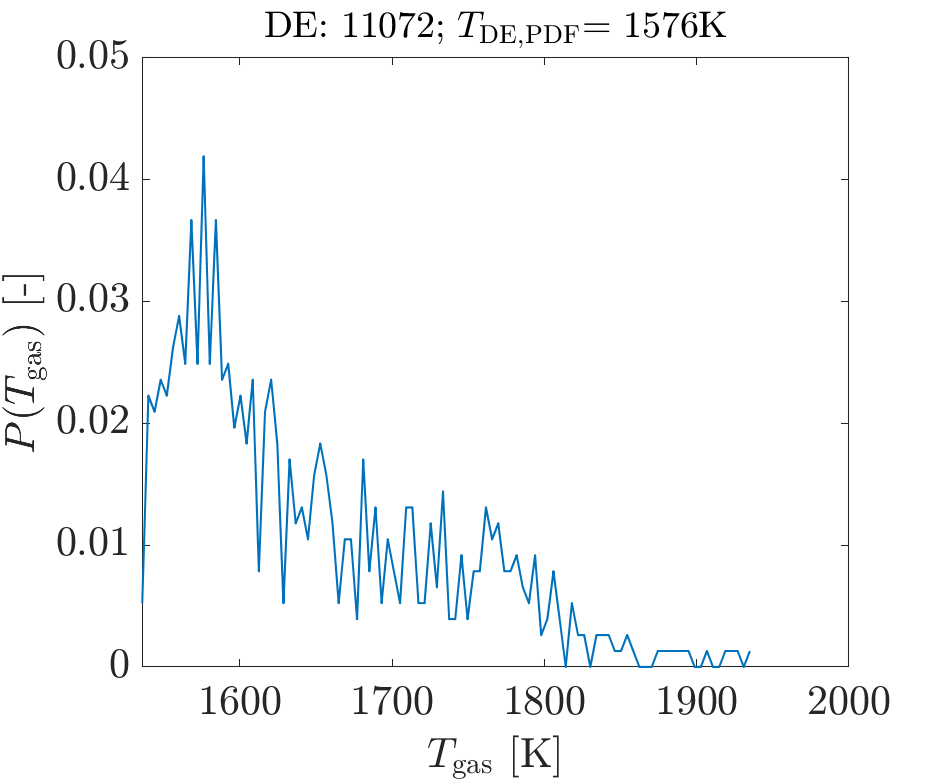 DE: 11072; T_DE,PDF= 1576K
0.05
0.04
0.03
0.02
0.01
0
P(T_gas) [-]
1600 1700 1800 1900 2000
T_gas [K]